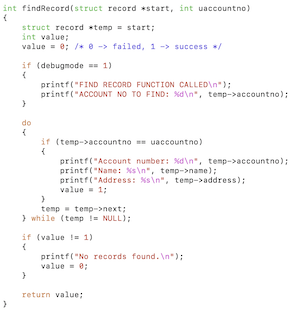 int findRecord(struct record *start, int uaccountno)
{
    struct record *temp = start;
    int value;
    value = 0; /* 0 -> failed, 1 -> success */

    if (debugmode == 1)
    {
        printf("FIND RECORD FUNCTION CALLED\n");
        printf("ACCOUNT NO TO FIND: %d\n", temp->accountno);
    }

    do
    {
        if (temp->accountno == uaccountno)
        {
            printf("Account number: %d\n", temp->accountno);
            printf("Name: %s\n", temp->name);
            printf("Address: %s\n", temp->address);
            value = 1;
        }
        temp = temp->next;
    } while (temp != NULL);

    if (value != 1)
    {
        printf("No records found.\n");
        value = 0;
    }

    return value;
}